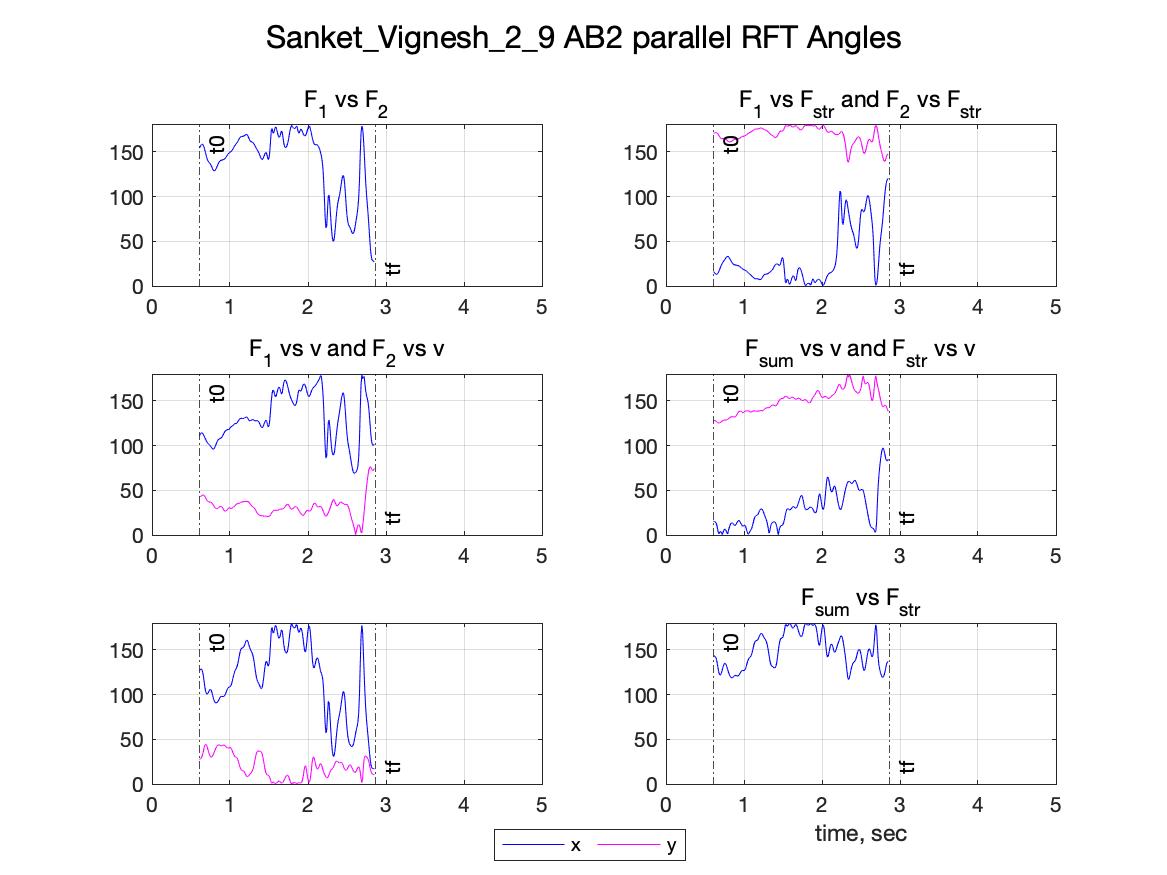 Sanket_Vignesh_2_9 AB2 parallel RFT Angles
F1 vs F2
t0
tf
150
100
50
0
0 1 2 3 4 5
F1 vs Fstr and F2 vs Fstr
t0
tf
150
100
50
0
0 1 2 3 4 5
F1 vs v and F2 vs v
t0
tf
150
100
50
0
0 1 2 3 4 5
Fsum vs v and Fstr vs v
t0
tf
150
100
50
0
0 1 2 3 4 5
t0
tf
150
100
50
0
0 1 2 3 4 5
Fsum vs Fstr
t0
tf
150
100
50
0
0 1 2 3 4 5
time, sec
x y